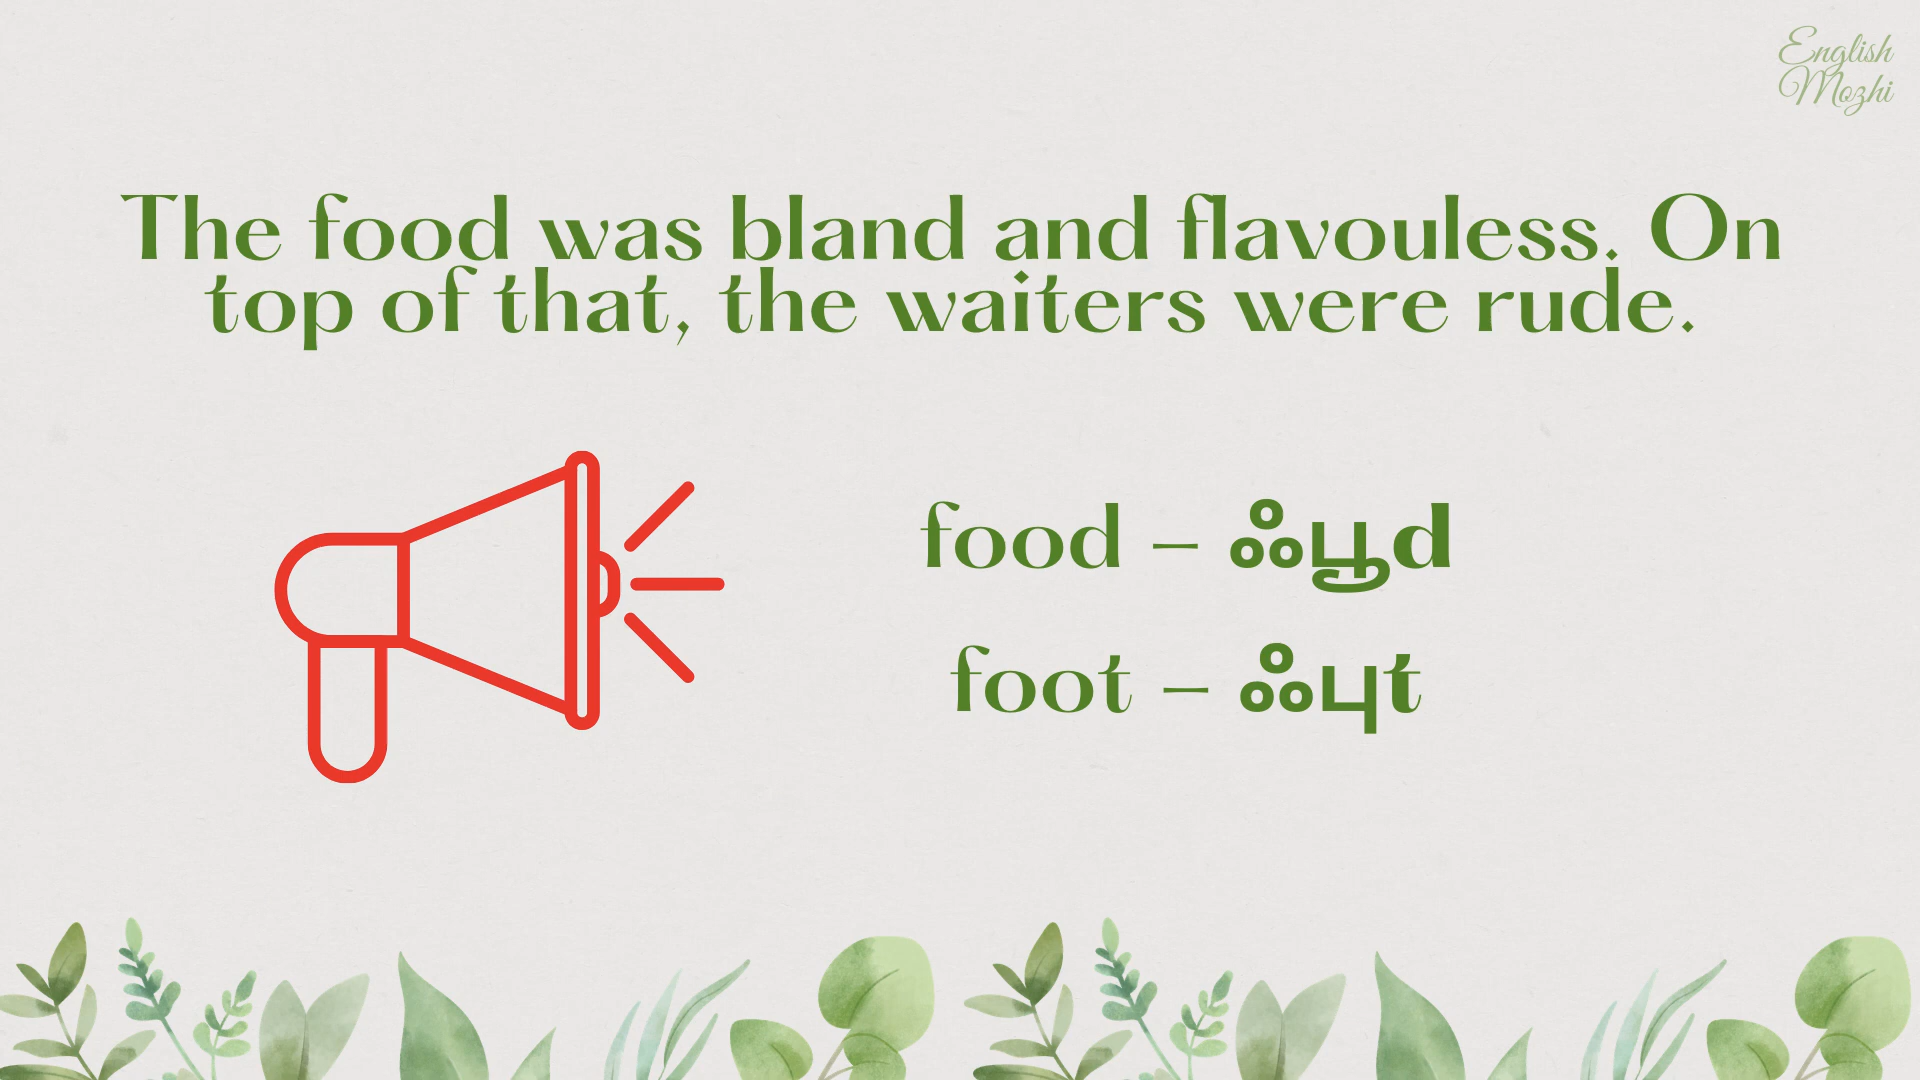 English
Mozhi
The food was bland and flavouless. On
top of that, the waiters were rude.
food – ஃபூd
foot – ஃபுt